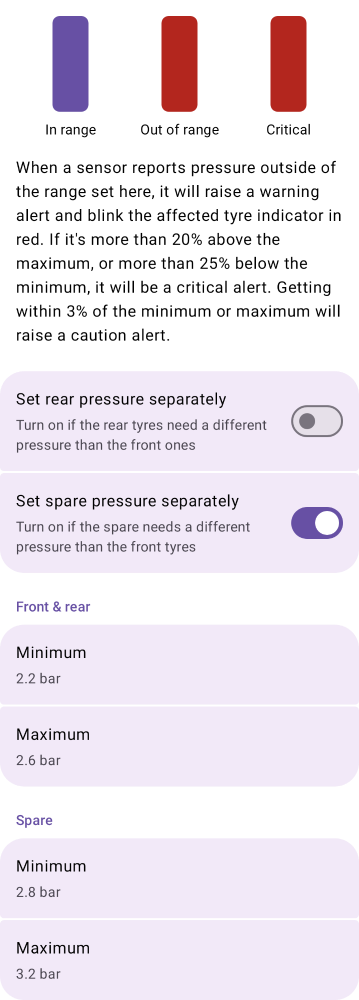 In range
Out of range
Critical
When a sensor reports pressure outside of
the range set here, it will raise a warning
alert and blink the affected tyre indicator in
red. If it's more than 20% above the
maximum, or more than 25% below the
minimum, it will be a critical alert. Getting
within 3% of the minimum or maximum will
raise a caution alert.
Set rear pressure separately
Turn on if the rear tyres need a different
pressure than the front ones
Set spare pressure separately
Turn on if the spare needs a different
pressure than the front tyres
Front & rear
Minimum
2.2 bar
Maximum
2.6 bar
Spare
Minimum
2.8 bar
Maximum
3.2 bar